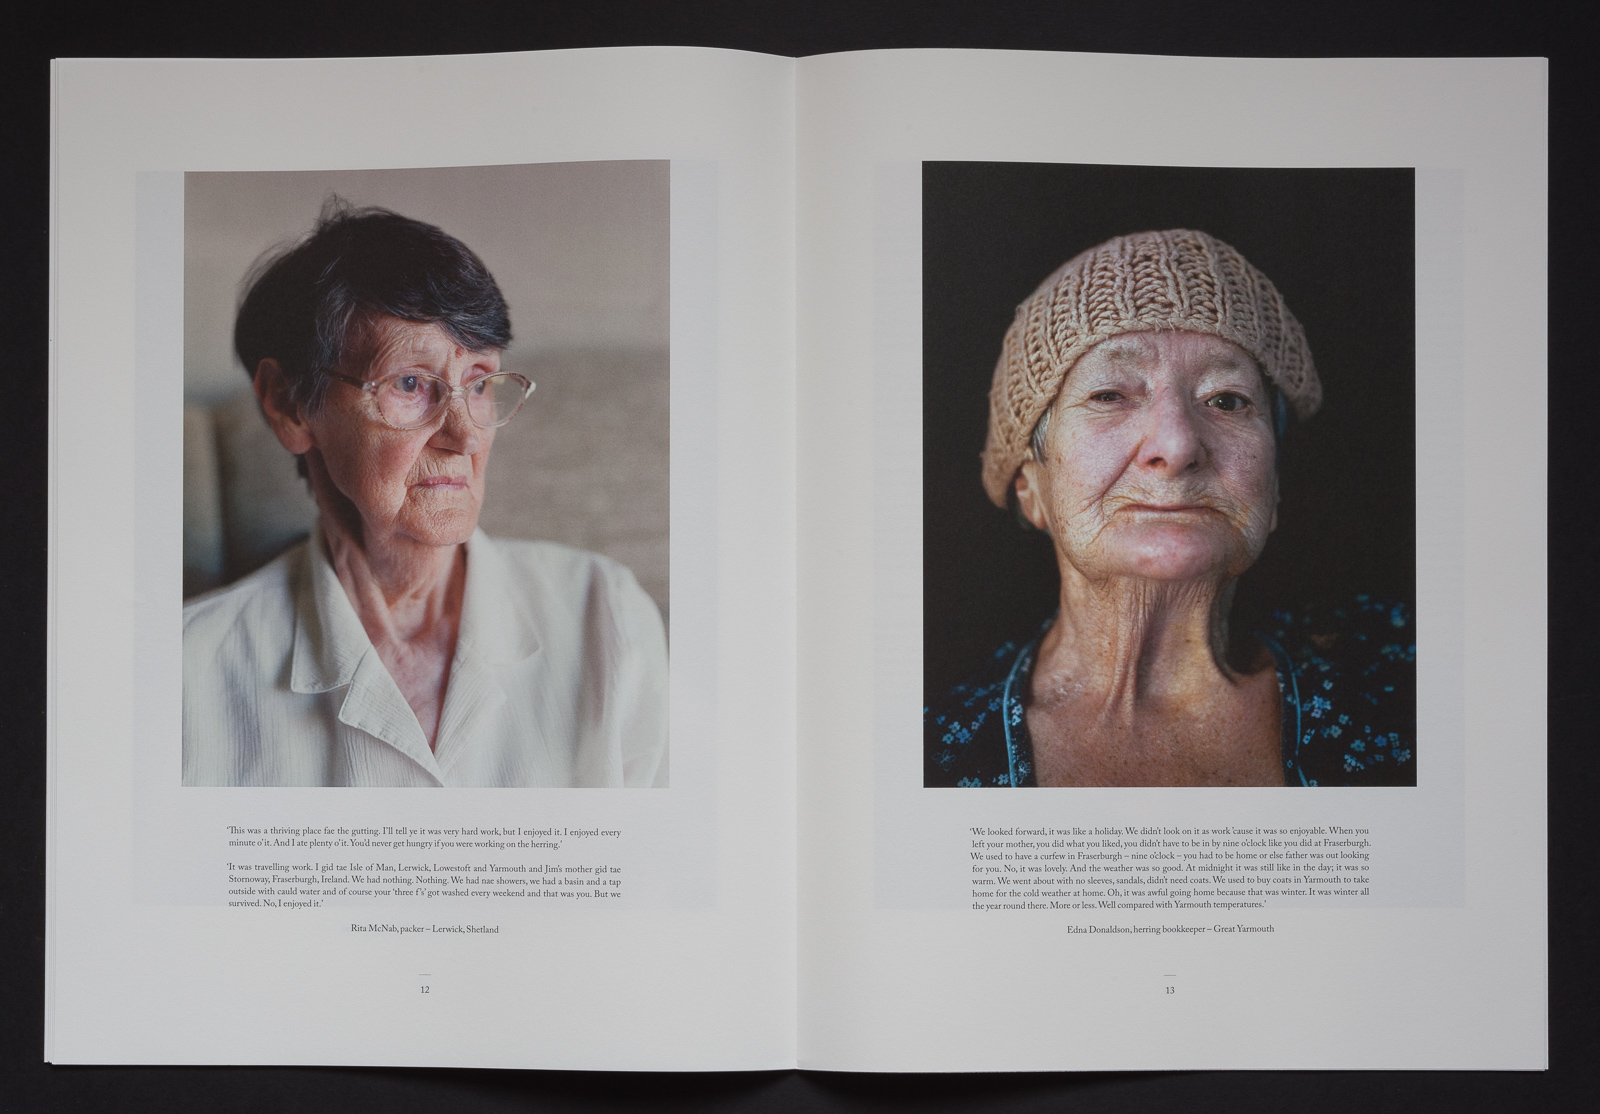 ‘This was a thriving place fae the gutting. I’ll tell ye it was very hard work, but I enjoyed it. I enjoyed every
minute o’it. And I ate plenty o’it. You’d never get hungry if you were working on the herring.’
‘It was travelling work. I gid tae Isle of Man, Lerwick, Lowestoft and Yarmouth and Jim’s mother gid tae
Stornoway, Fraserburgh, Ireland. We had nothing. Nothing. We had nae showers, we had a basin and a tap
outside with cauld water and of course your ‘three f’s’ got washed every weekend and that was you. But we
survived. No, I enjoyed it.’
Rita McNab, packer – Lerwick, Shetland
12
‘We looked forward, it was like a holiday. We didn’t look on it as work ’cause it was so enjoyable. When you
left your mother, you did what you liked, you didn’t have to be in by nine o’clock like you did at Fraserburgh.
We used to have a curfew in Fraserburgh – nine o’clock – you had to be home or else father was out looking
for you. No, it was lovely. And the weather was so good. At midnight it was still like in the day; it was so
warm. We went about with no sleeves, sandals, didn’t need coats. We used to buy coats in Yarmouth to take
home for the cold weather at home. Oh, it was awful going home because that was winter. It was winter all
the year round there. More or less. Well compared with Yarmouth temperatures.’
Edna Donaldson, herring bookkeeper – Great Yarmouth
13